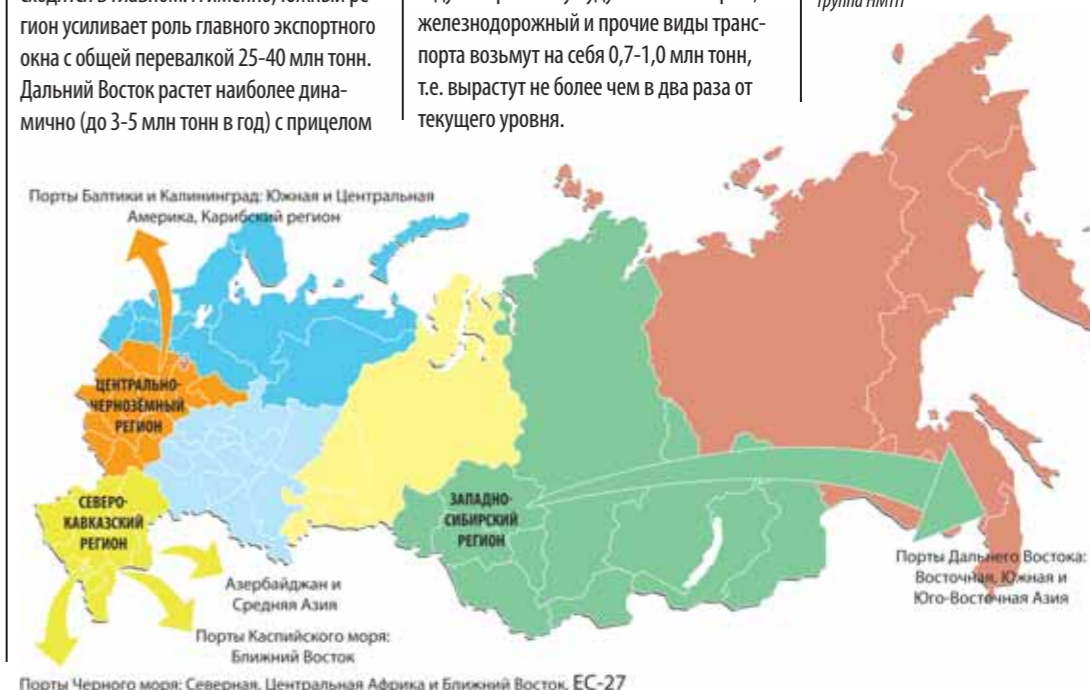 гион усиливает роль главного экспортного
окна с общей перевалкой 25-40 млн тонн.
Дальний Восток растет наиболее дина-
мично (до 3-5 млн тонн в год) с прицелом
железнодорожный и прочие виды транс-
порта возьмут на себя 0,7-1,0 млн тонн,
т.е. вырастут не более чем в два раза от
текущего уровня.
Группа НМТП
Порты Балтики и Калининград: Южная и Центральная
Америка, Карибский регион
ЦЕНТРАЛЬНО-
ЧЕРНОЗЁМНЫЙ
РЕГИОН
СЕВЕРО-
КАВКАЗСКИЙ
РЕГИОН
ЗАПАДНО-
СИБИРСКИЙ
РЕГИОН
Азербайджан и
Средняя Азия
Порты Каспийского моря:
Ближний Восток
Порты Дальнего Востока:
Восточная, Южная и
Юго-Восточная Азия
Порты Черного моря: Северная, Центральная Африка и Ближний Восток, ЕС-27